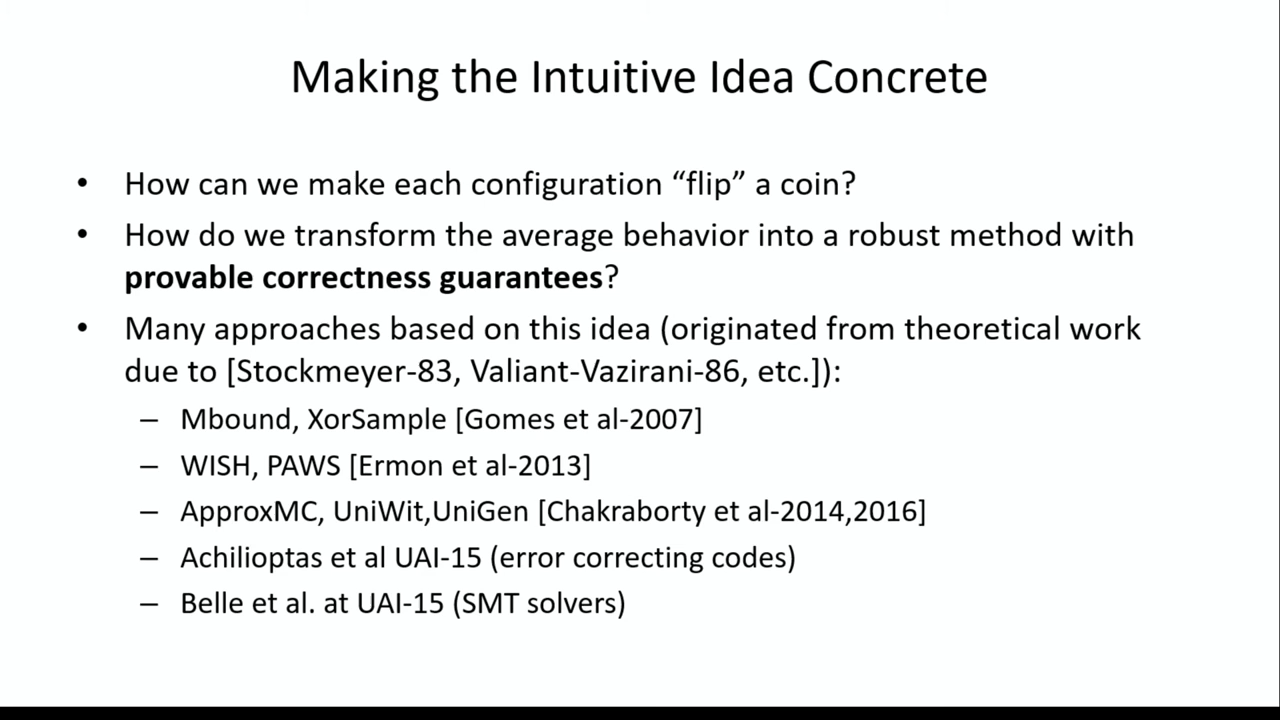 Making the Intuitive Idea Concrete
• How can we make each configuration “flip” a coin?
• How do we transform the average behavior into a robust method with
provable correctness guarantees?
• Many approaches based on this idea (originated from theoretical work
due to [Stockmeyer-83, Valiant-Vazirani-86, etc.]):
– Mbound, XorSample [Gomes et al-2007]
– WISH, PAWS [Ermon et al-2013]
– ApproxMC, UniWit,UniGen [Chakraborty et al-2014,2016]
– Achilioptas et al UAI-15 (error correcting codes)
– Belle et al. at UAI-15 (SMT solvers)